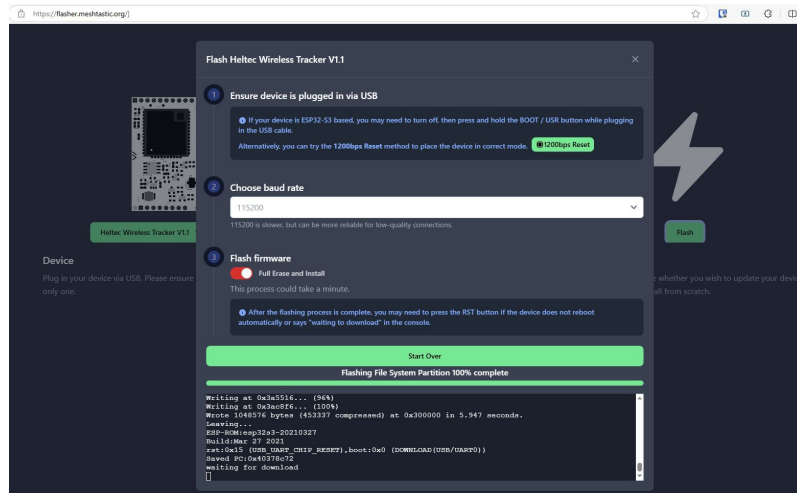 https://flasher.meshtastic.org/]
Flash Heltec Wireless Tracker V1.1
1
Ensure device is plugged in via USB
If your device is ESP32-S3 based, you may need to turn off, then press and hold the BOOT / USR button while plugging
in the USB cable.
Alternatively, you can try the 1200bps Reset method to place the device in correct mode. 1200bps Reset
2
Choose baud rate
115200
115200 is slower, but can be more reliable for low-quality connections.
Heltec Wireless Tracker V1.1
Flash
Device
Plug in your device via USB. Please ensure
only one.
e whether you wish to update your devi
all from scratch.
3
Flash firmware
Full Erase and Install
This process could take a minute.
After the flashing process is complete, you may need to press the RST button if the device does not reboot
automatically or says "waiting to download" in the console.
Start Over
Flashing File System Partition 100% complete
Writing at 0x3a5516... (96%)
Writing at 0x3ac8f6... (100%)
Wrote 1048576 bytes (453337 compressed) at 0x300000 in 5.947 seconds.
Leaving...
ESP-ROM:esp32s3-20210327
Build:Mar 27 2021
rst:0x15 (USB_UART_CHIP_RESET),boot:0x0 (DOWNLOAD(USB/UART0))
Saved PC:0x40378c72
waiting for download